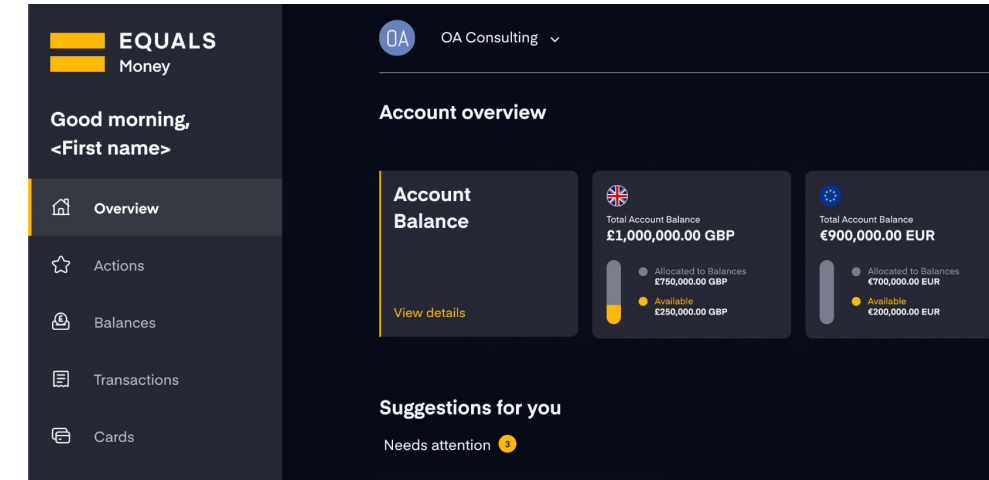 EQUALS
Money
Good morning,
<First name>
Overview
Actions
Balances
Transactions
Cards
OA
OA Consulting
Account overview
Account
Balance
View details
Total Account Balance
£1,000,000.00 GBP
Allocated to Balances
£750,000.00 GBP
Available
£250,000.00 GBP
Total Account Balance
€900,000.00 EUR
Allocated to Balances
€700,000.00 EUR
Available
€200,000.00 EUR
Suggestions for you
Needs attention 3